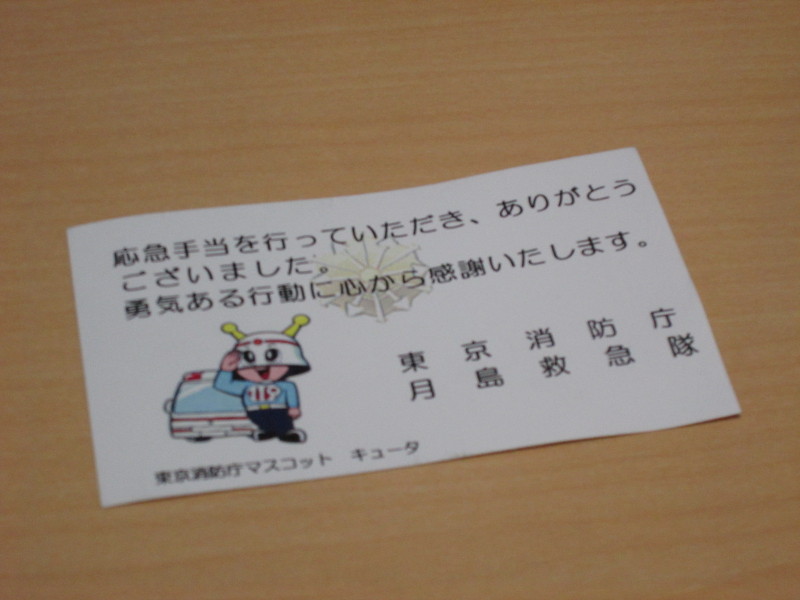 応急手当を行っていただき、ありがとう
ございました。
勇気ある行動に心から感謝いたします。
東京消防庁
月島救急隊
119
東京消防庁マスコット　キュータ